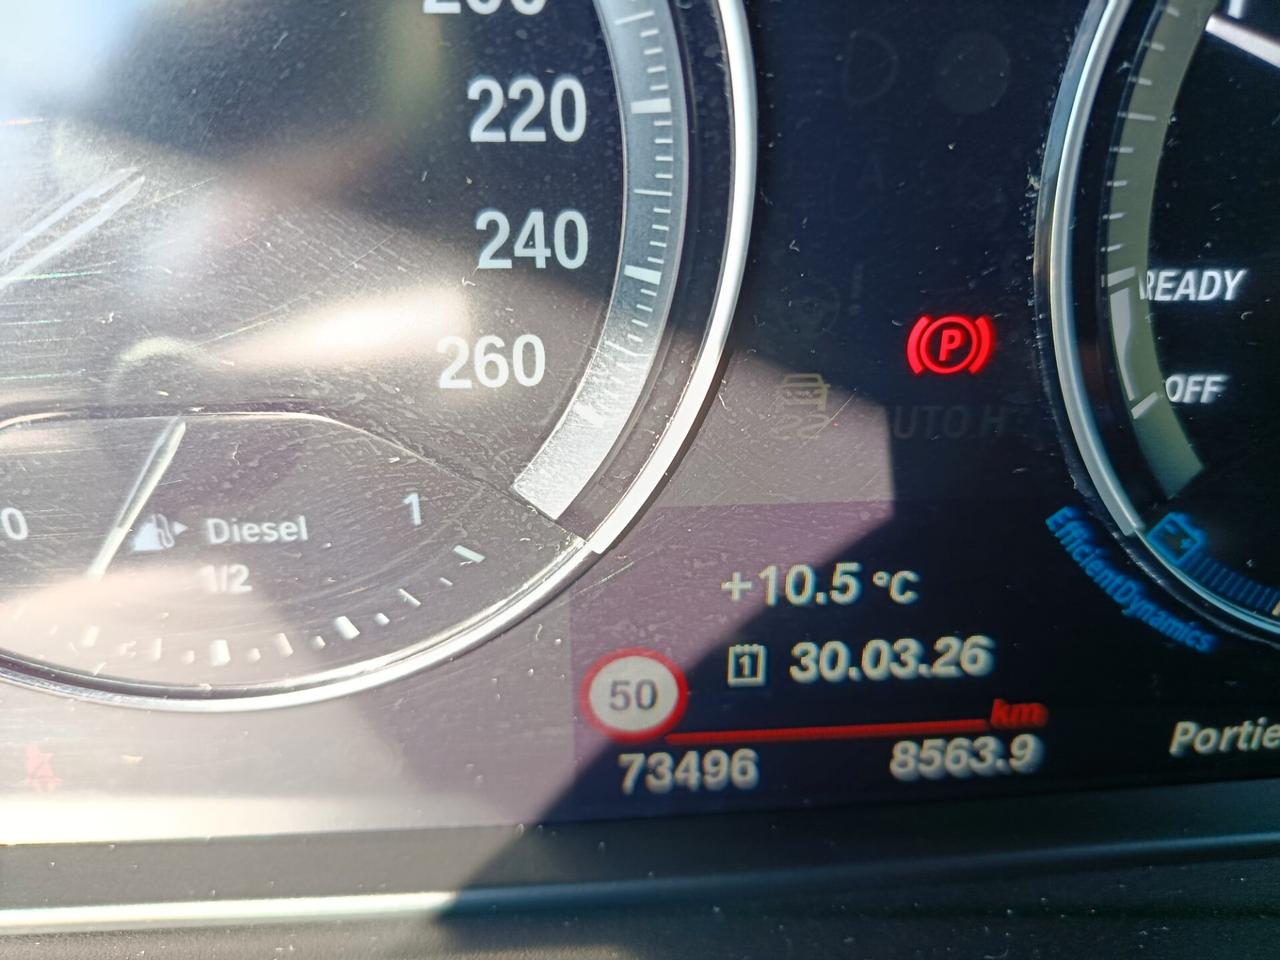 220
240
260
READY
OFF
0
Diesel
1
1/2
+10.5 °C
EfficientDynamics
1
30.03.26
50
km
73496
8563.9
P